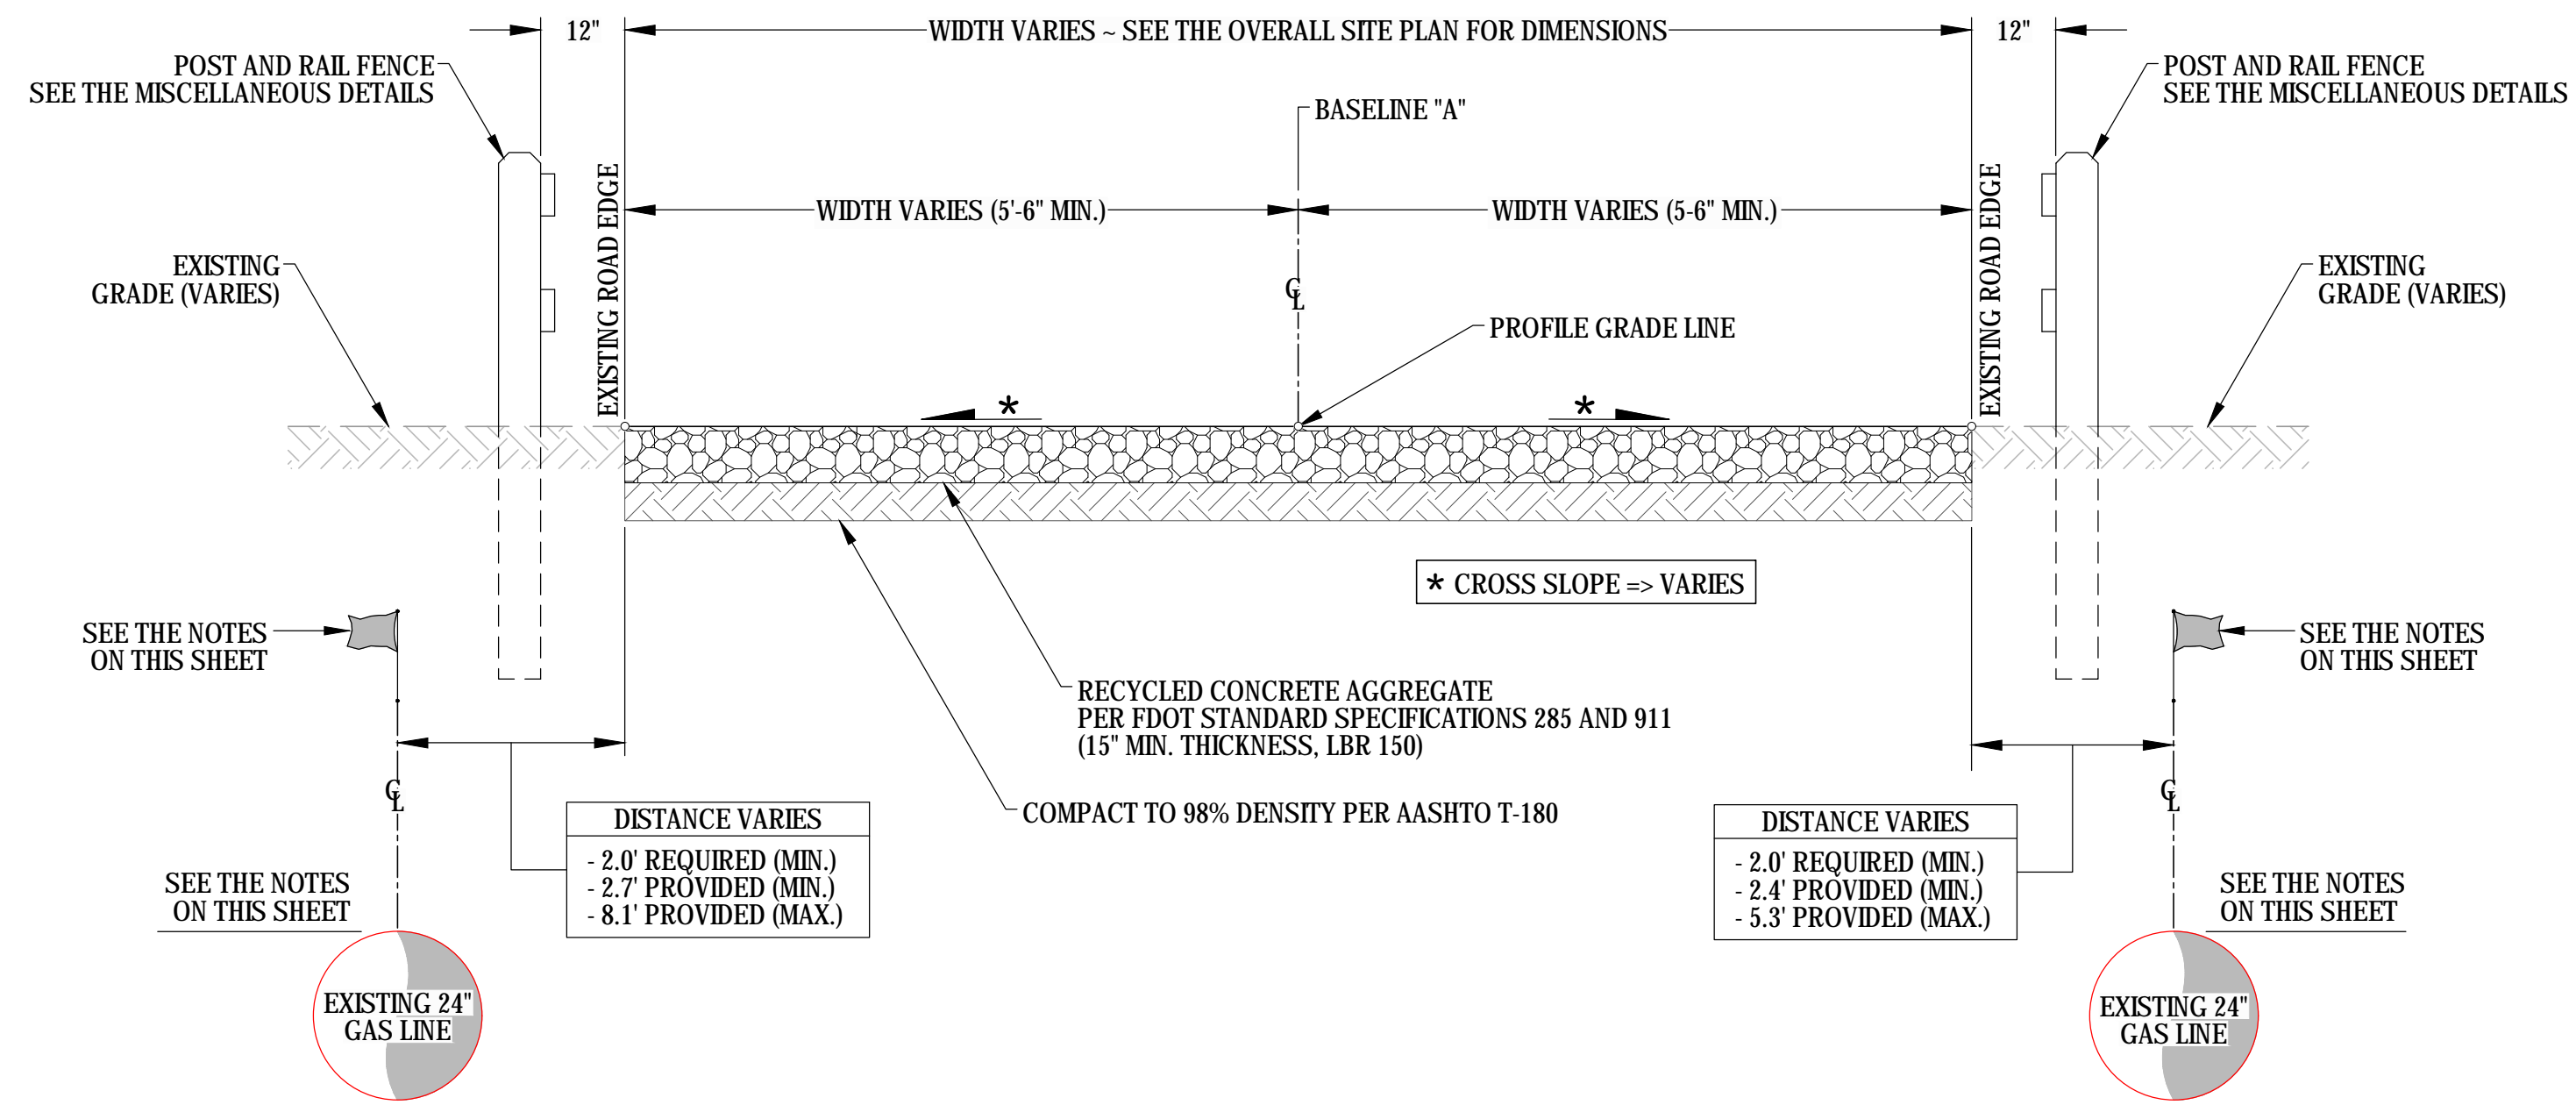 12"
WIDTH VARIES ~ SEE THE OVERALL SITE PLAN FOR DIMENSIONS
12"
POST AND RAIL FENCE
SEE THE MISCELLANEOUS DETAILS
POST AND RAIL FENCE
SEE THE MISCELLANEOUS DETAILS
BASELINE "A"
EXISTING ROAD EDGE
WIDTH VARIES (5'-6" MIN.)
WIDTH VARIES (5-6" MIN.)
EXISTING ROAD EDGE
EXISTING
GRADE (VARIES)
CL
EXISTING
GRADE (VARIES)
PROFILE GRADE LINE
*
*
* CROSS SLOPE => VARIES
SEE THE NOTES
ON THIS SHEET
SEE THE NOTES
ON THIS SHEET
RECYCLED CONCRETE AGGREGATE
PER FDOT STANDARD SPECIFICATIONS 285 AND 911
(15" MIN. THICKNESS, LBR 150)
COMPACT TO 98% DENSITY PER AASHTO T-180
CL
DISTANCE VARIES
- 2.0' REQUIRED (MIN.)
- 2.7' PROVIDED (MIN.)
- 8.1' PROVIDED (MAX.)
CL
DISTANCE VARIES
- 2.0' REQUIRED (MIN.)
- 2.4' PROVIDED (MIN.)
- 5.3' PROVIDED (MAX.)
SEE THE NOTES
ON THIS SHEET
SEE THE NOTES
ON THIS SHEET
EXISTING 24"
GAS LINE
EXISTING 24"
GAS LINE